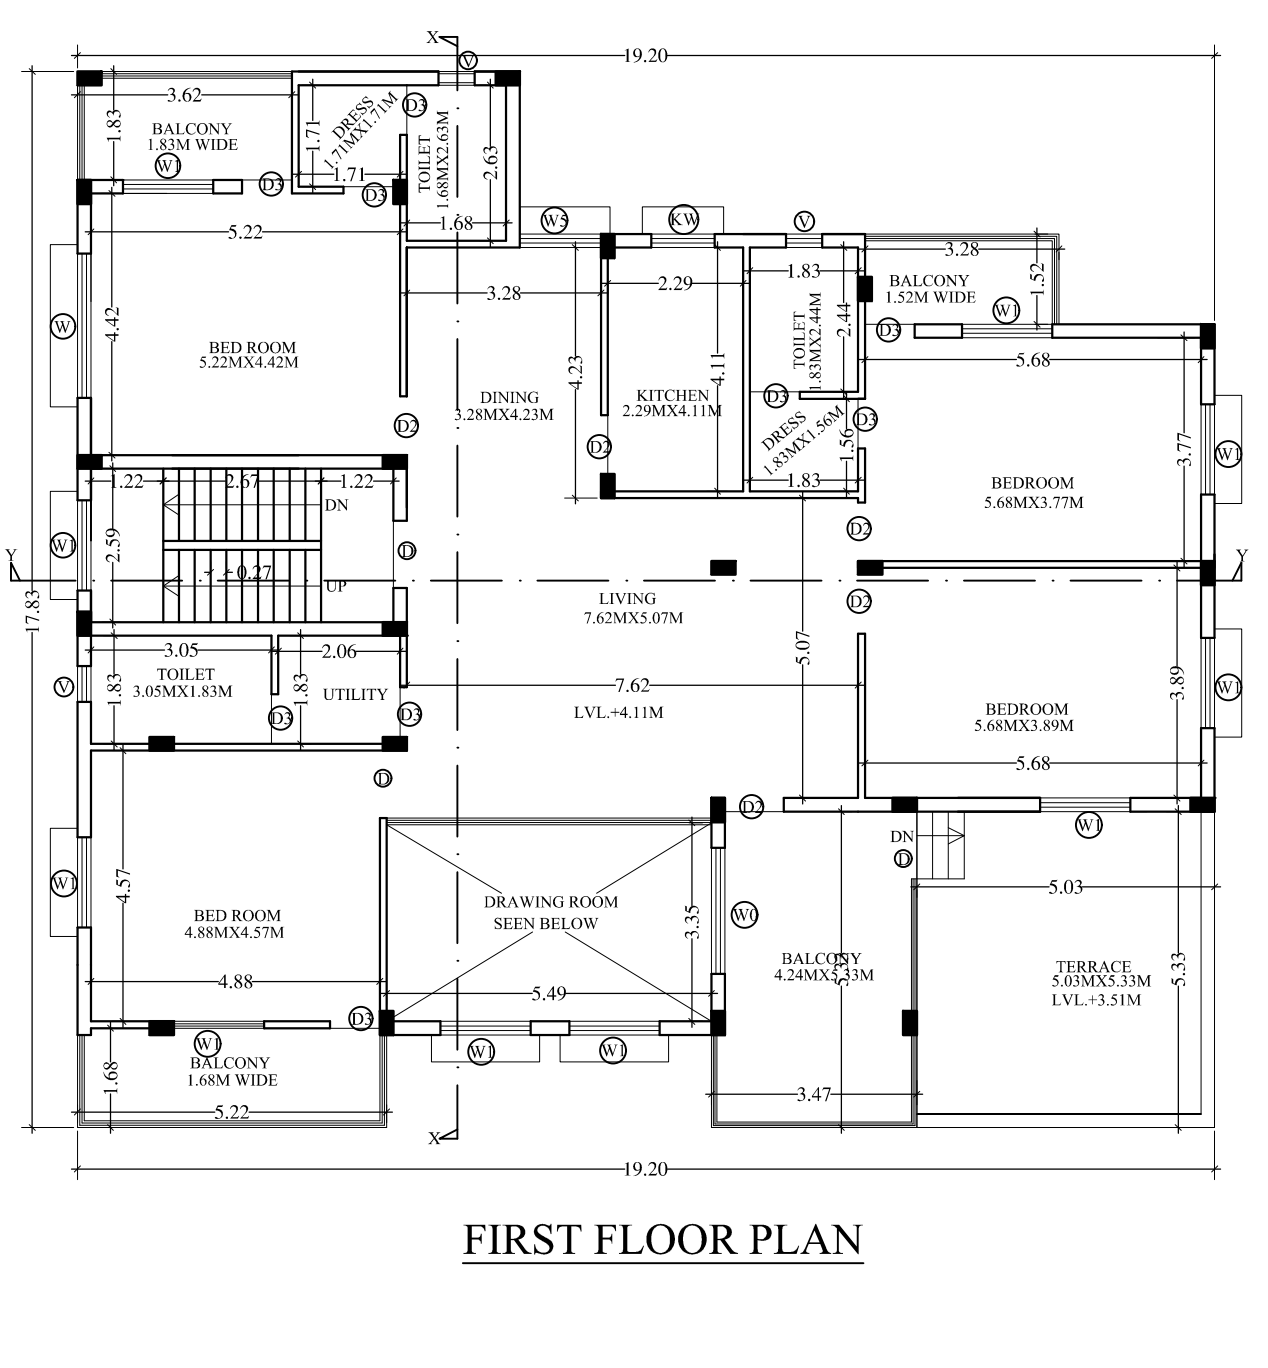 X
V
19.20
3.62
1.83
BALCONY
1.83M WIDE
W1
D3
1.71
DRESS
1.71MX1.71M
1.71
D3
D3
TOILET
1.68MX2.63M
2.63
1.68
W5
KW
V
3.28
5.22
3.28
2.29
1.83
BALCONY
1.52M WIDE
1.52
W1
D3
W
4.42
BED ROOM
5.22MX4.42M
4.23
4.11
TOILET
1.83MX2.44M
2.44
5.68
DINING
3.28MX4.23M
KITCHEN
2.29MX4.11M
D3
D3
D2
D2
DRESS
1.83MX1.56M
1.56
1.83
3.77
W1
BEDROOM
5.68MX3.77M
1.22
2.67
1.22
DN
W1
2.59
D
D2
Y
Y
0.27
UP
17.83
LIVING
7.62MX5.07M
D2
3.05
2.06
5.07
TOILET
3.05MX1.83M
1.83
1.83
UTILITY
V
7.62
3.89
W1
D3
D3
LVL.+4.11M
BEDROOM
5.68MX3.89M
5.68
D
D2
W1
DN
D
5.03
4.57
W1
BED ROOM
4.88MX4.57M
DRAWING ROOM
SEEN BELOW
3.35
W0
BALCONY
4.24MX5.33M
5.33
TERRACE
5.03MX5.33M
LVL.+3.51M
5.33
4.88
5.49
D3
W1
BALCONY
1.68M WIDE
1.68
W1
W1
5.22
3.47
X
19.20
FIRST FLOOR PLAN